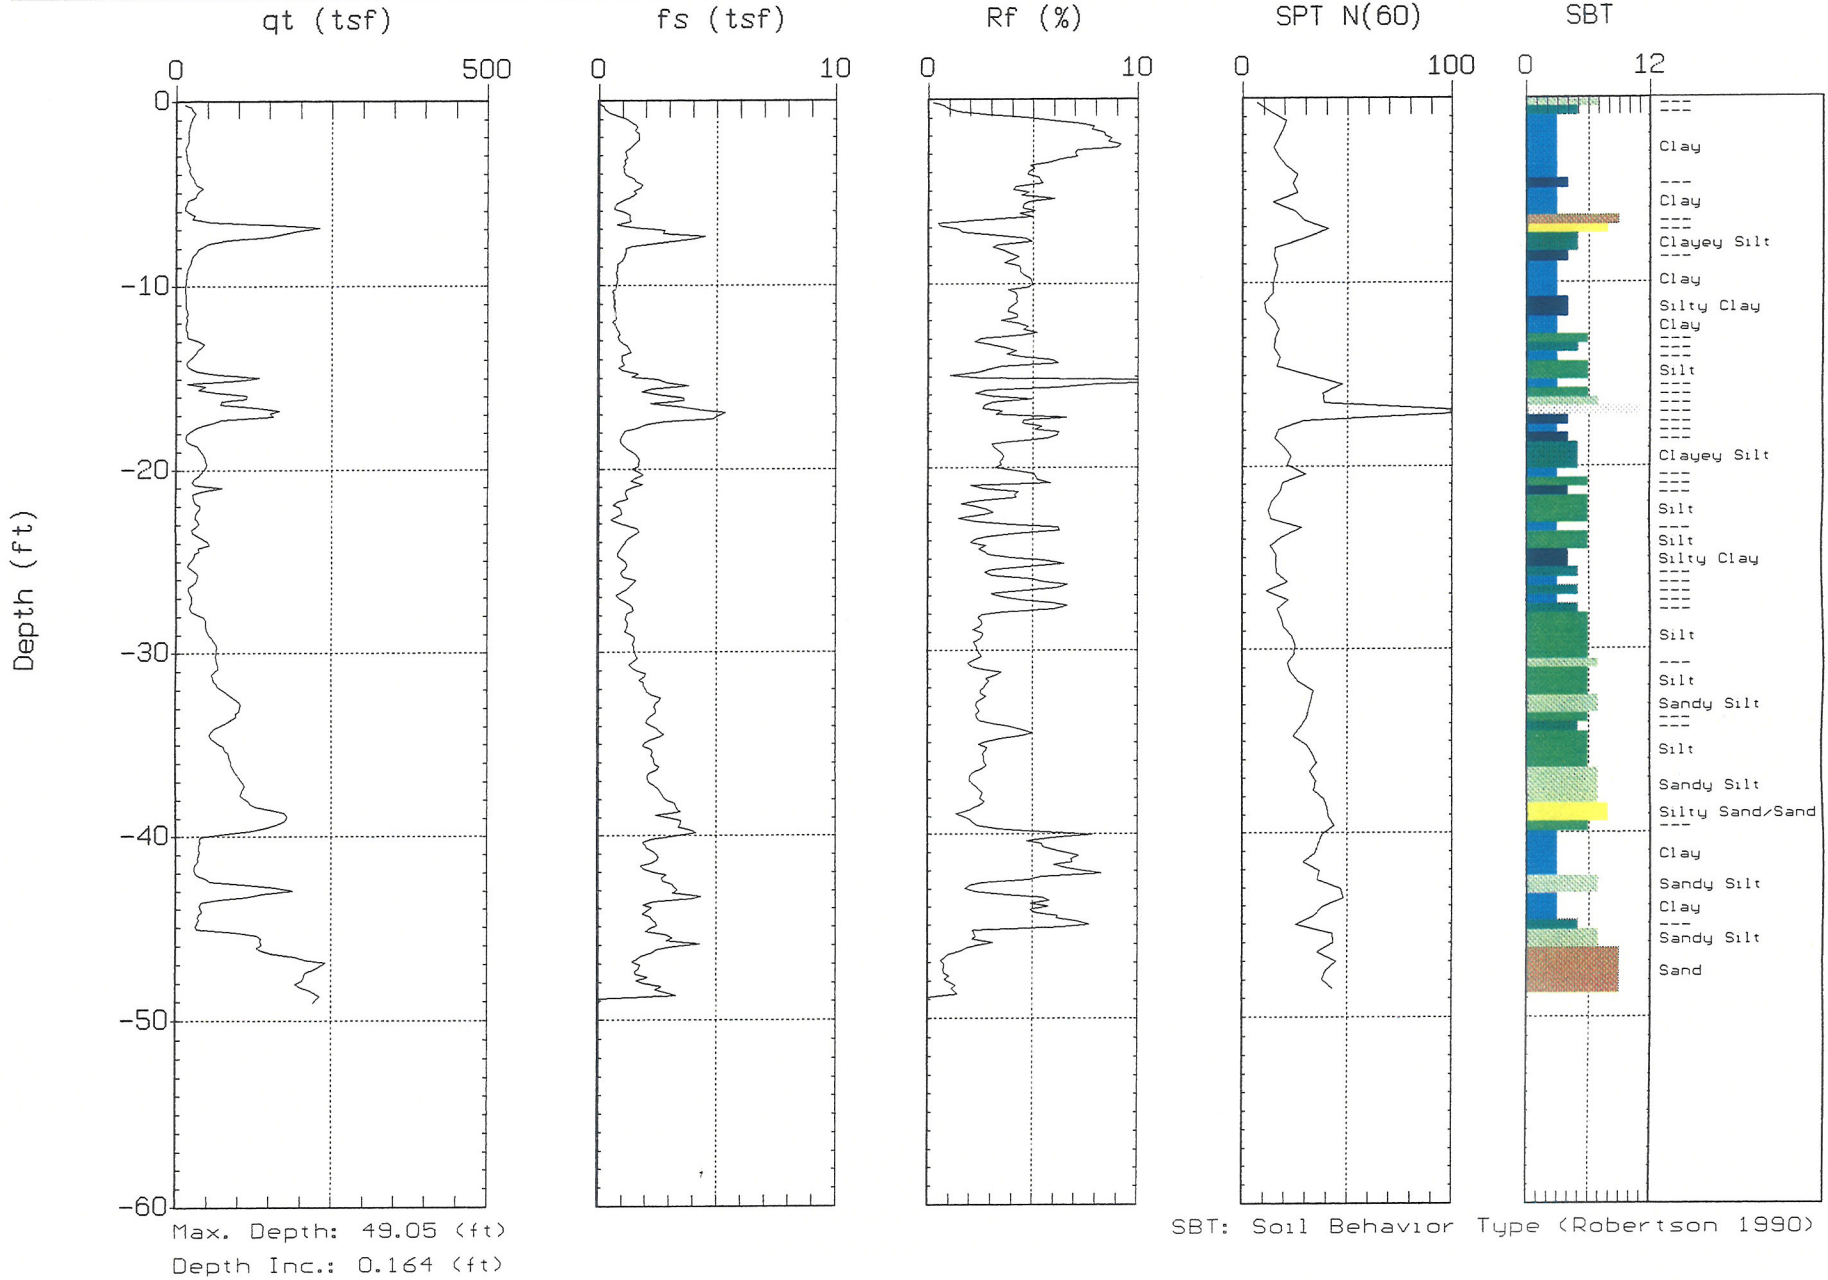 qt (tsf) fs (tsf) Rf (%) SPT N(60) SBT
0 500 0 10 0 10 0 100 0 12
0
-10
-20
-30
-40
-50
-60
Depth (ft)
---
---
Clay
---
Clay
---
---
Clayey Silt
---
Clay
Silty Clay
Clay
---
---
---
Silt
---
---
---
---
---
---
---
Clayey Silt
---
---
---
Silt
---
Silt
Silty Clay
---
---
---
---
---
Silt
---
Silt
Sandy Silt
---
---
Silt
Sandy Silt
Silty Sand/Sand
---
Clay
Sandy Silt
Clay
---
Sandy Silt
Sand
Max. Depth: 49.05 (ft)
Depth Inc.: 0.164 (ft)
SBT: Soil Behavior Type (Robertson 1990)